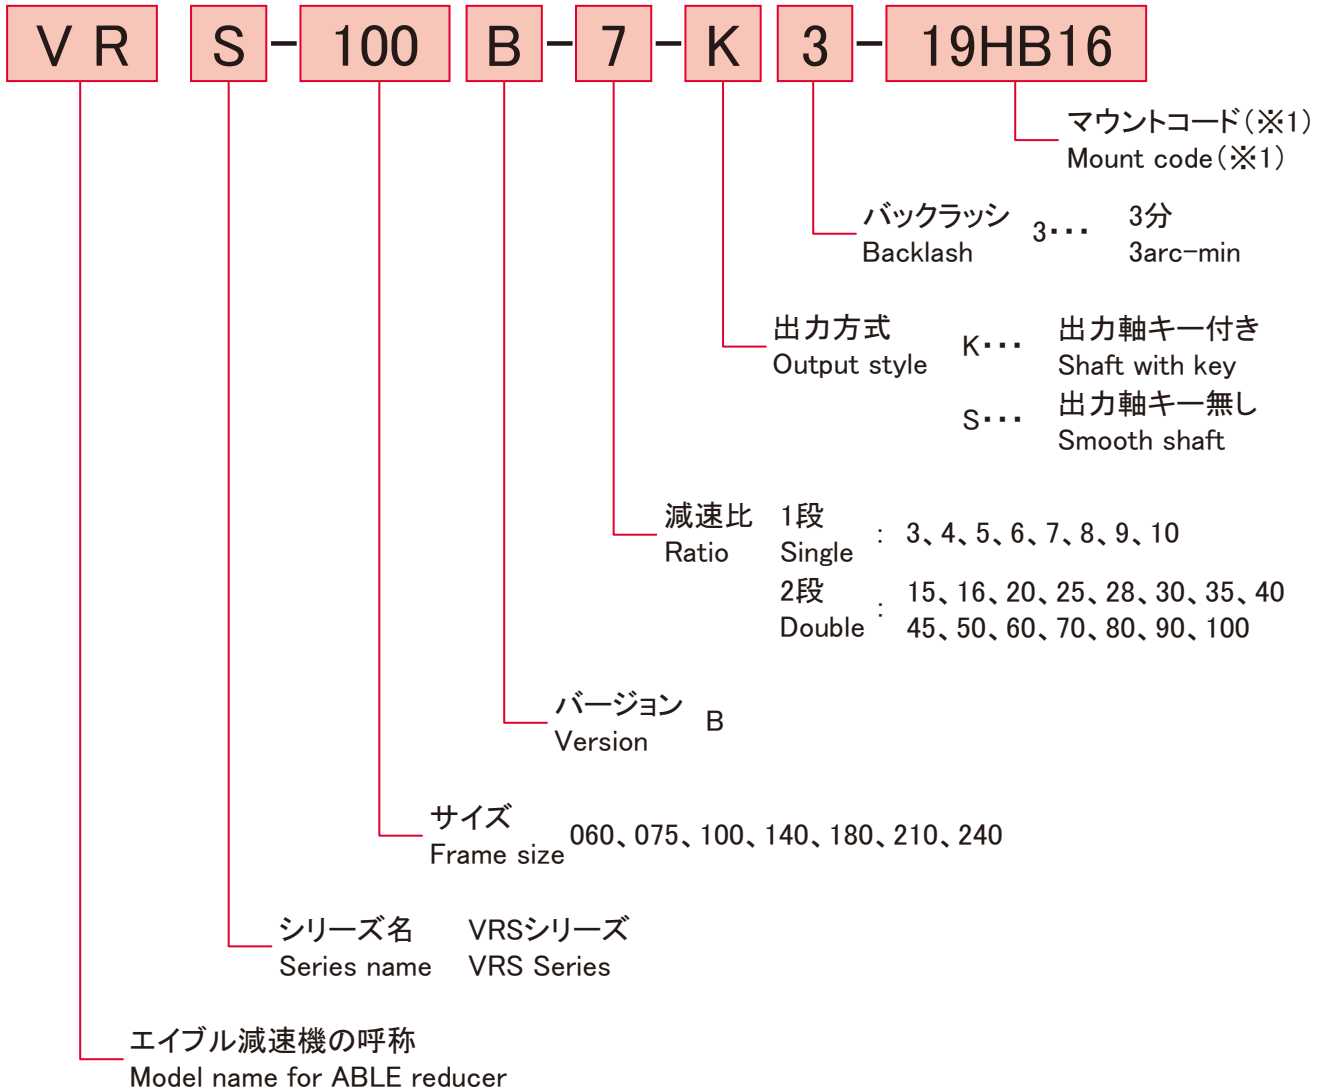 VR S-100 B-7-K 3-19HB16
マウントコード(※1)
Mount code(※1)
バックラッシ 3･･･ 3分
Backlash 3arc-min
出力方式 K･･･ 出力軸キー付き
Output style Shaft with key
S･･･ 出力軸キー無し
Smooth shaft
減速比 1段 : 3、4、5、6、7、8、9、10
Ratio Single
2段 : 15、16、20、25、28、30、35、40
Double 45、50、60、70、80、90、100
バージョン B
Version
サイズ 060、075、100、140、180、210、240
Frame size
シリーズ名 VRSシリーズ
Series name VRS Series
エイブル減速機の呼称
Model name for ABLE reducer